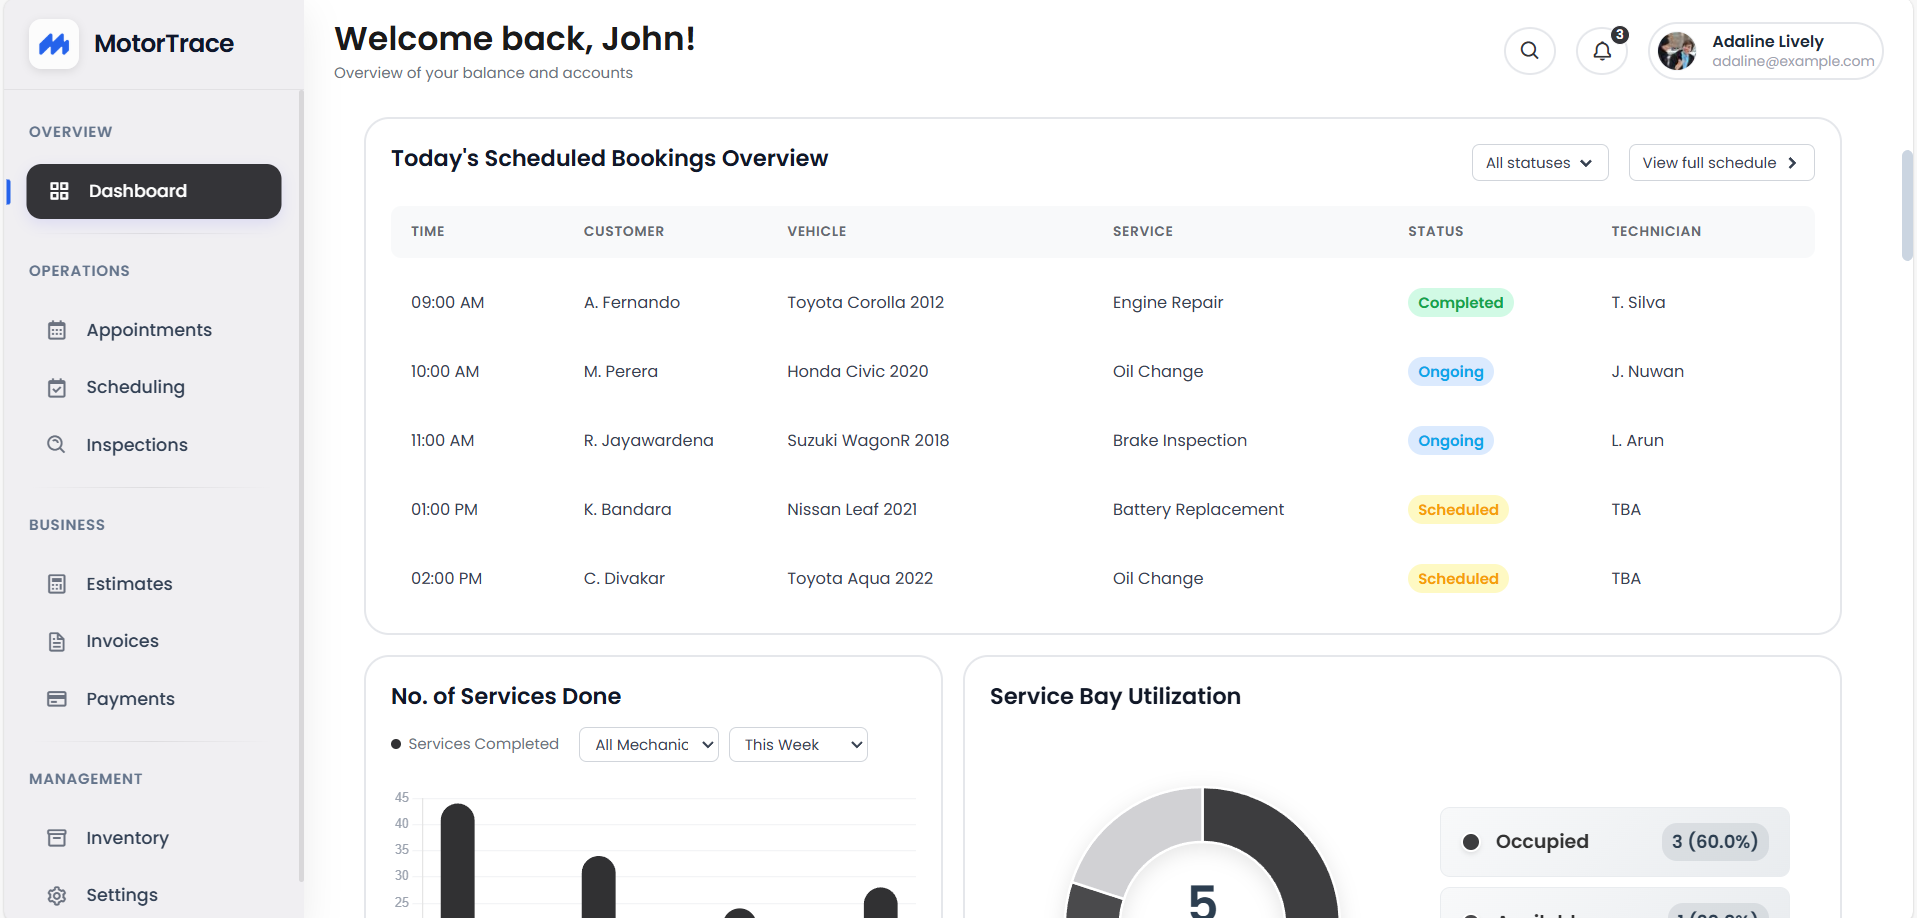 MotorTrace
OVERVIEW
Dashboard
OPERATIONS
Appointments
Scheduling
Inspections
BUSINESS
Estimates
Invoices
Payments
MANAGEMENT
Inventory
Settings
Welcome back, John!
Overview of your balance and accounts
3
Adaline Lively
adaline@example.com
Today's Scheduled Bookings Overview
All statuses
View full schedule
TIME CUSTOMER VEHICLE SERVICE STATUS TECHNICIAN
09:00 AM A. Fernando Toyota Corolla 2012 Engine Repair Completed T. Silva
10:00 AM M. Perera Honda Civic 2020 Oil Change Ongoing J. Nuwan
11:00 AM R. Jayawardena Suzuki WagonR 2018 Brake Inspection Ongoing L. Arun
01:00 PM K. Bandara Nissan Leaf 2021 Battery Replacement Scheduled TBA
02:00 PM C. Divakar Toyota Aqua 2022 Oil Change Scheduled TBA
No. of Services Done
Services Completed
All Mechanic
This Week
45
40
35
30
25
Service Bay Utilization
5
Occupied 3 (60.0%)